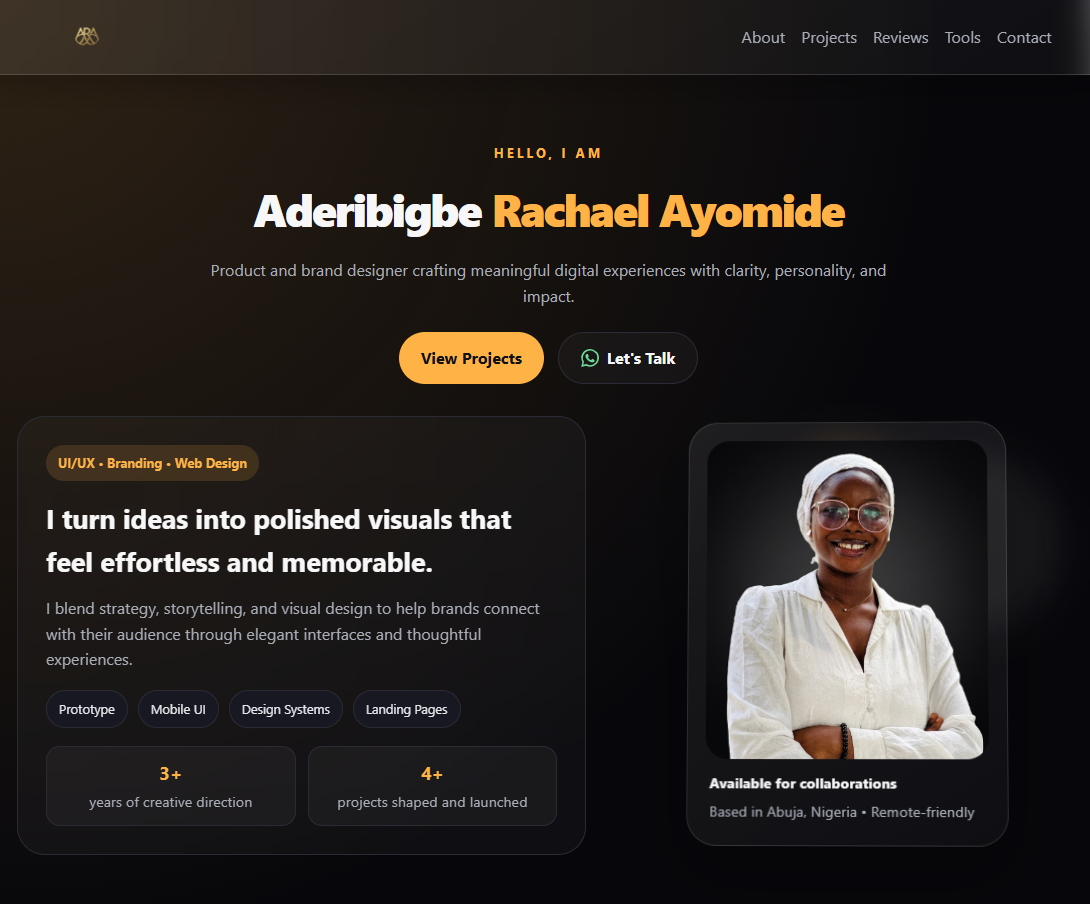 ARA
About Projects Reviews Tools Contact
HELLO, I AM
Aderibigbe Rachael Ayomide
Product and brand designer crafting meaningful digital experiences with clarity, personality, and
impact.
View Projects
Let's Talk
UI/UX • Branding • Web Design
I turn ideas into polished visuals that
feel effortless and memorable.
I blend strategy, storytelling, and visual design to help brands connect
with their audience through elegant interfaces and thoughtful
experiences.
Prototype Mobile UI Design Systems Landing Pages
3+
years of creative direction
4+
projects shaped and launched
Available for collaborations
Based in Abuja, Nigeria • Remote-friendly